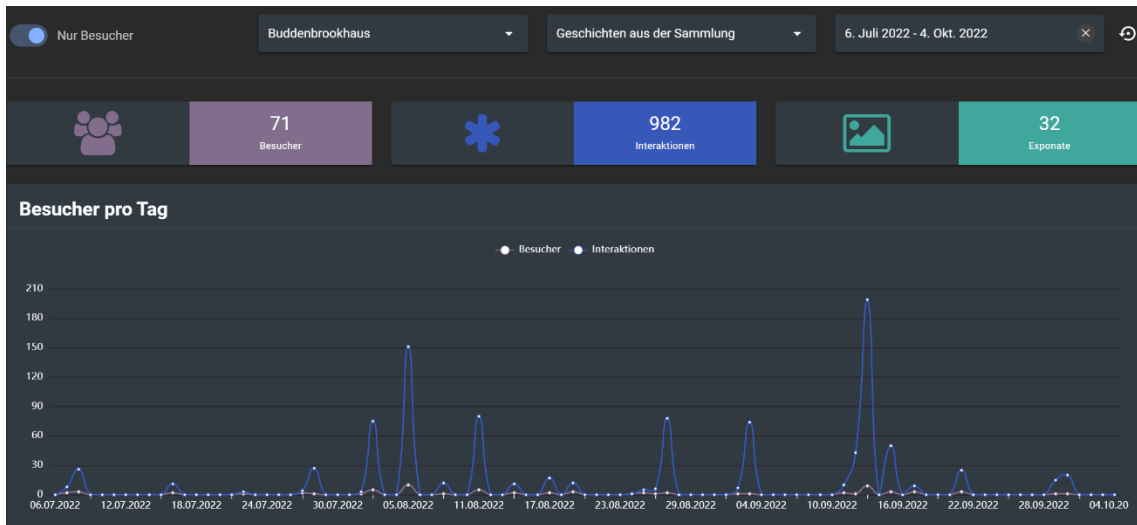 Nur Besucher
Buddenbrookhaus
Geschichten aus der Sammlung
6. Juli 2022 - 4. Okt. 2022
71
Besucher
982
Interaktionen
32
Exponate
Besucher pro Tag
Besucher Interaktionen
210
180
150
120
90
60
30
0
06.07.2022 12.07.2022 18.07.2022 24.07.2022 30.07.2022 05.08.2022 11.08.2022 17.08.2022 23.08.2022 29.08.2022 04.09.2022 10.09.2022 16.09.2022 22.09.2022 28.09.2022 04.10.20